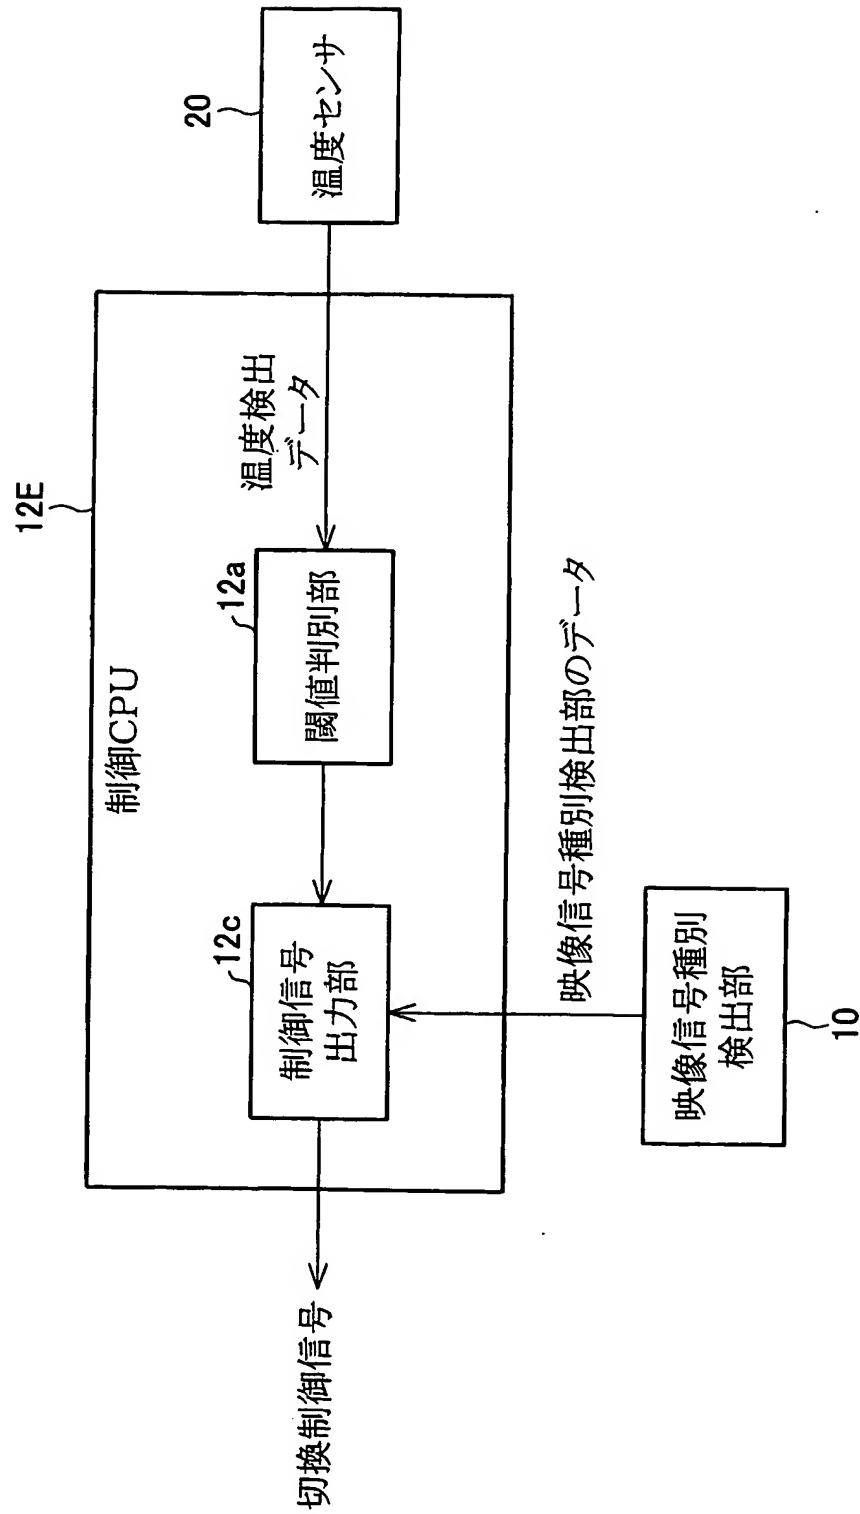 12E
制御CPU
20
温度センサ
温度検出
データ
12a
閾値判別部
12c
制御信号
出力部
切換制御信号
映像信号種別検出部のデータ
映像信号種別
検出部
10